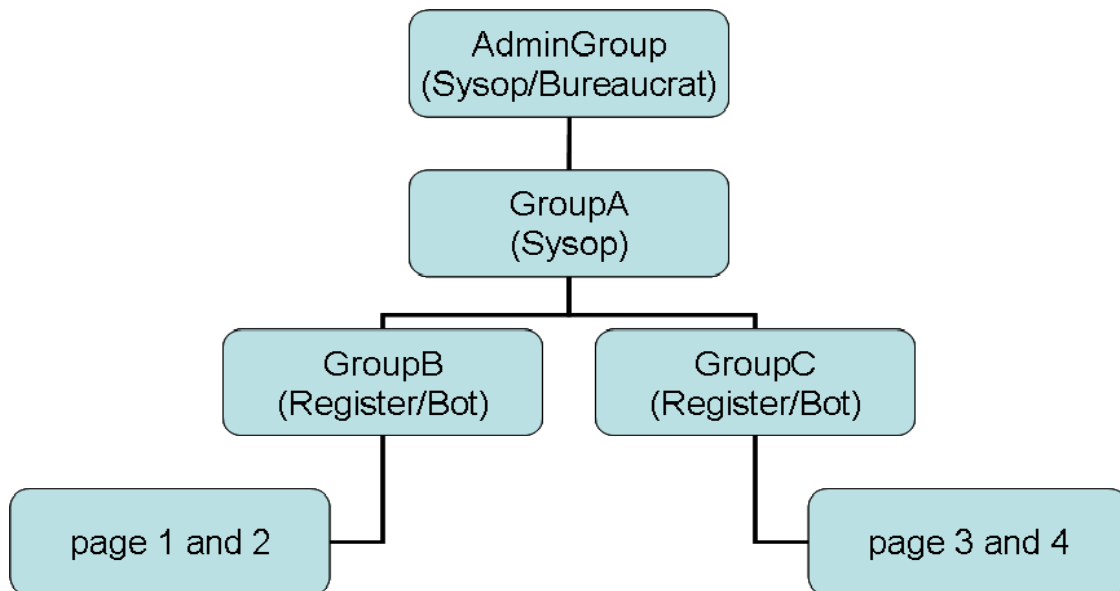 AdminGroup
(Sysop/Bureaucrat)
GroupA
(Sysop)
GroupB
(Register/Bot)
GroupC
(Register/Bot)
page 1 and 2
page 3 and 4